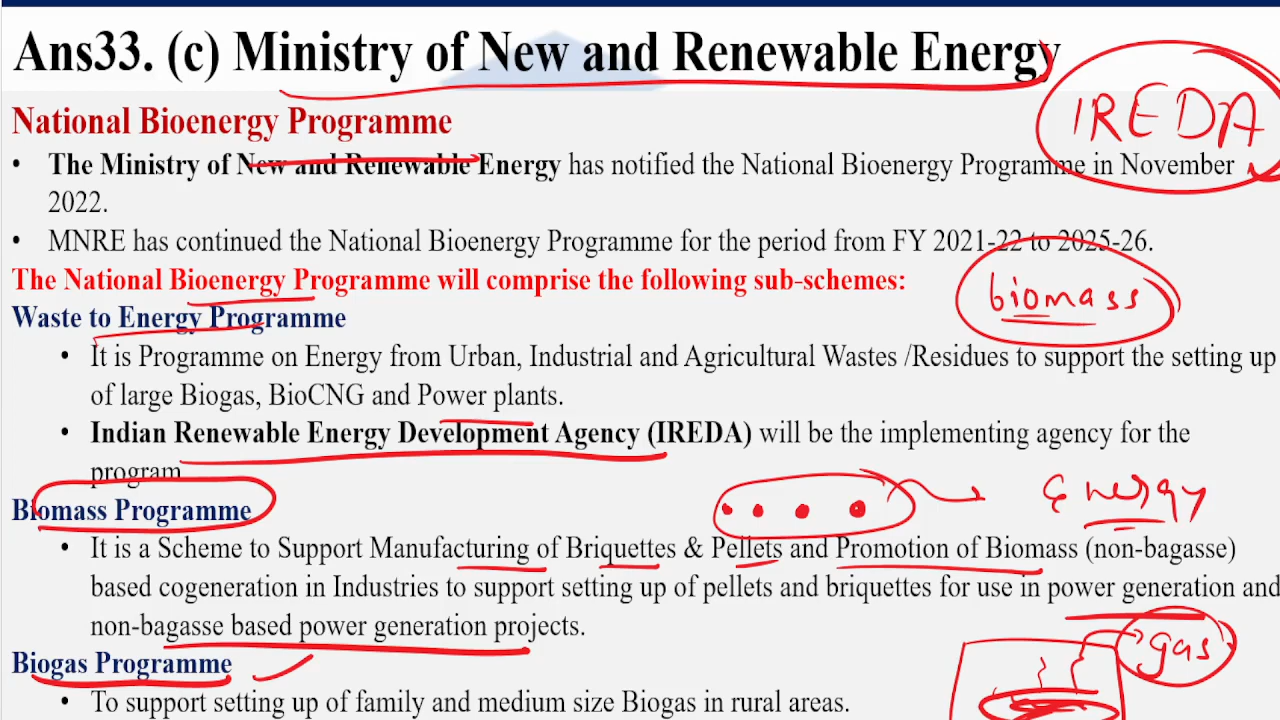 Ans33. (c) Ministry of New and Renewable Energy
IREDA
National Bioenergy Programme
• The Ministry of New and Renewable Energy has notified the National Bioenergy Programme in November
2022.
• MNRE has continued the National Bioenergy Programme for the period from FY 2021-22 to 2025-26.
The National Bioenergy Programme will comprise the following sub-schemes:
biomass
Waste to Energy Programme
• It is Programme on Energy from Urban, Industrial and Agricultural Wastes /Residues to support the setting up
of large Biogas, BioCNG and Power plants.
• Indian Renewable Energy Development Agency (IREDA) will be the implementing agency for the
program
Energy
Biomass Programme
• It is a Scheme to Support Manufacturing of Briquettes & Pellets and Promotion of Biomass (non-bagasse)
based cogeneration in Industries to support setting up of pellets and briquettes for use in power generation and
non-bagasse based power generation projects.
gas
Biogas Programme
• To support setting up of family and medium size Biogas in rural areas.